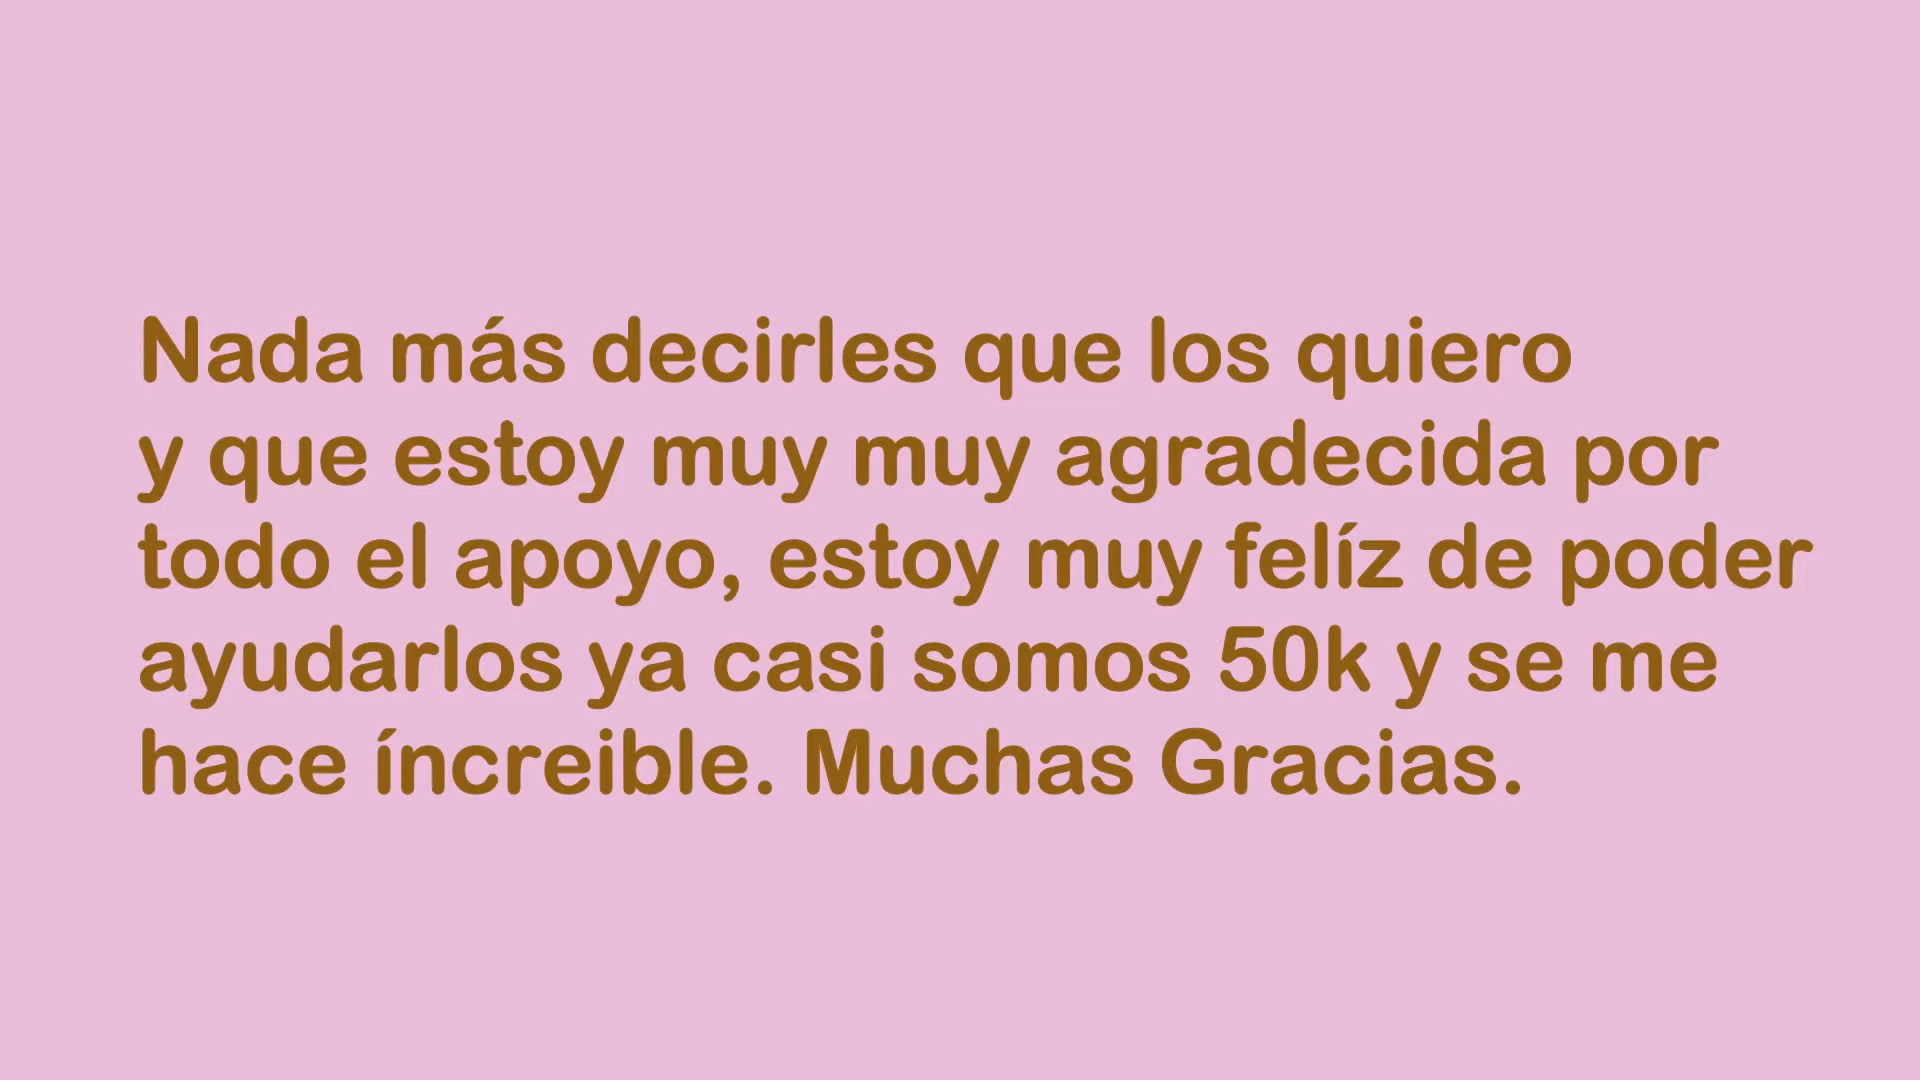 Nada más decirles que los quiero
y que estoy muy muy agradecida por
todo el apoyo, estoy muy felíz de poder
ayudarlos ya casi somos 50k y se me
hace íncreible. Muchas Gracias.